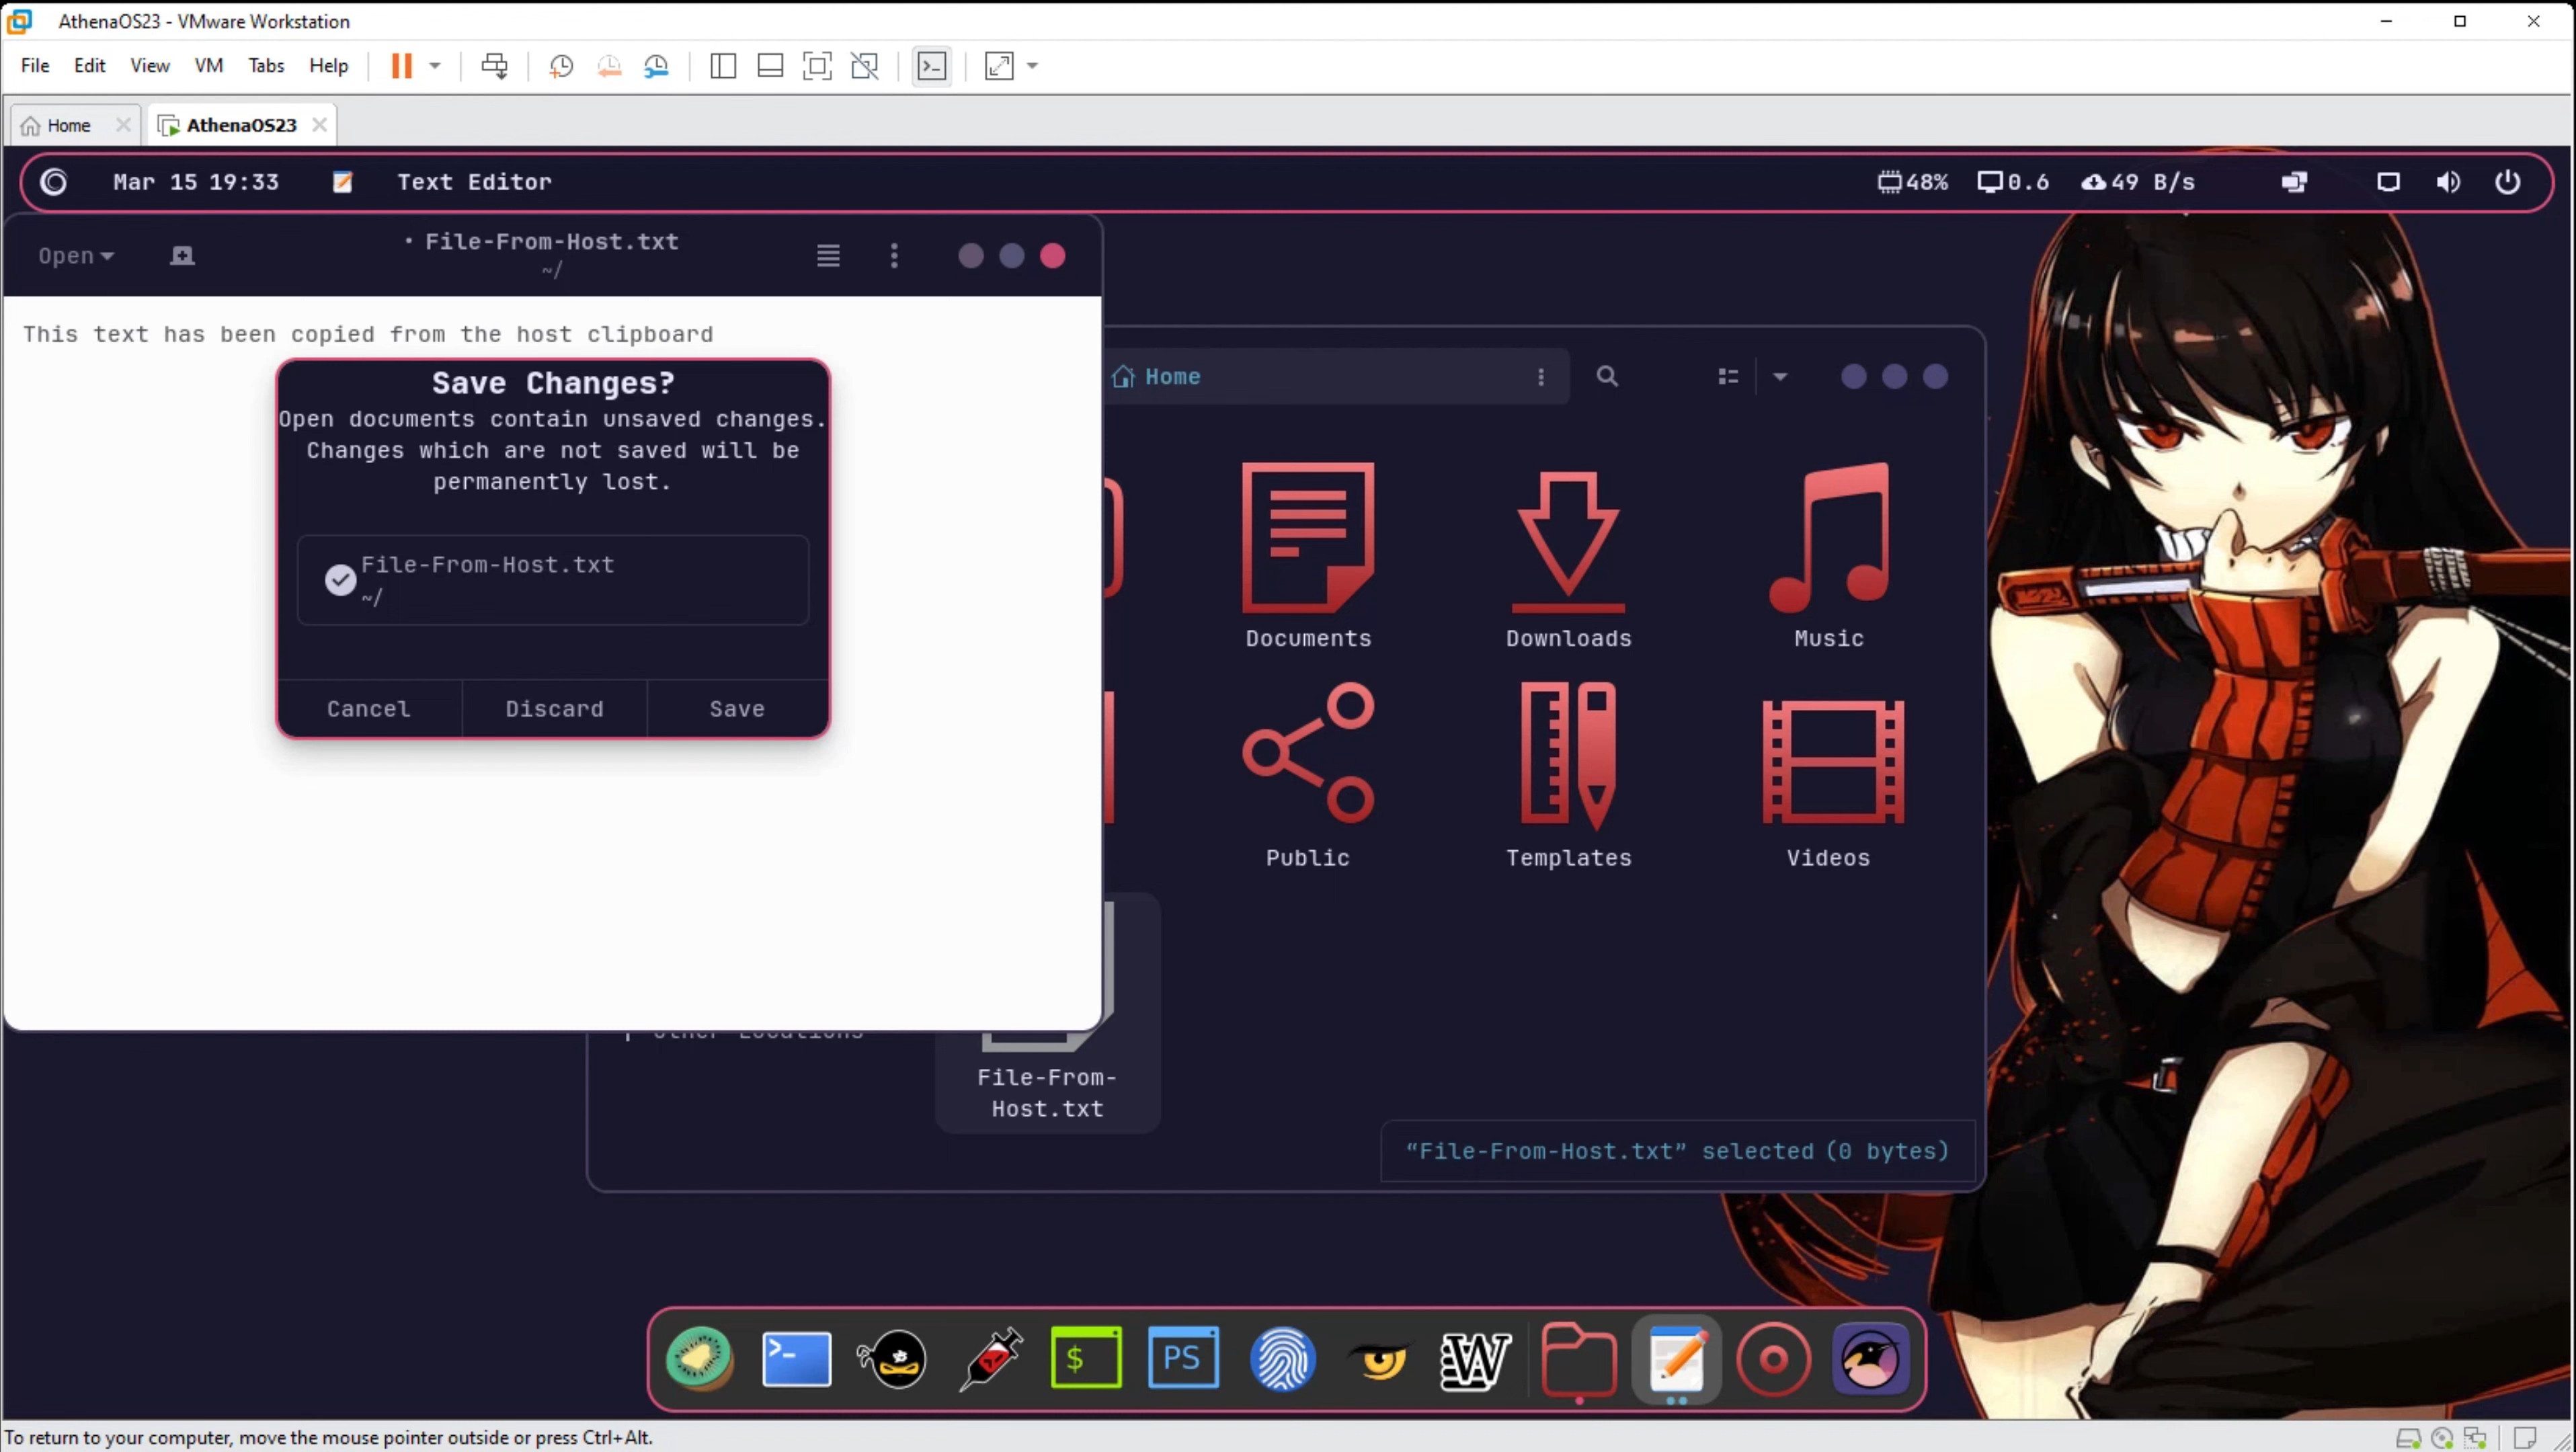 AthenaOS23 - VMware Workstation
File Edit View VM Tabs Help
Home AthenaOS23
Mar 15 19:33 Text Editor 48% 0.6 49 B/s
Open • File-From-Host.txt
~/
This text has been copied from the host clipboard
Save Changes?
Open documents contain unsaved changes.
Changes which are not saved will be
permanently lost.
File-From-Host.txt
~/
Cancel Discard Save
Home
Documents Downloads Music
Public Templates Videos
Other Locations
File-From-
Host.txt
“File-From-Host.txt” selected (0 bytes)
>_ $ PS W
To return to your computer, move the mouse pointer outside or press Ctrl+Alt.